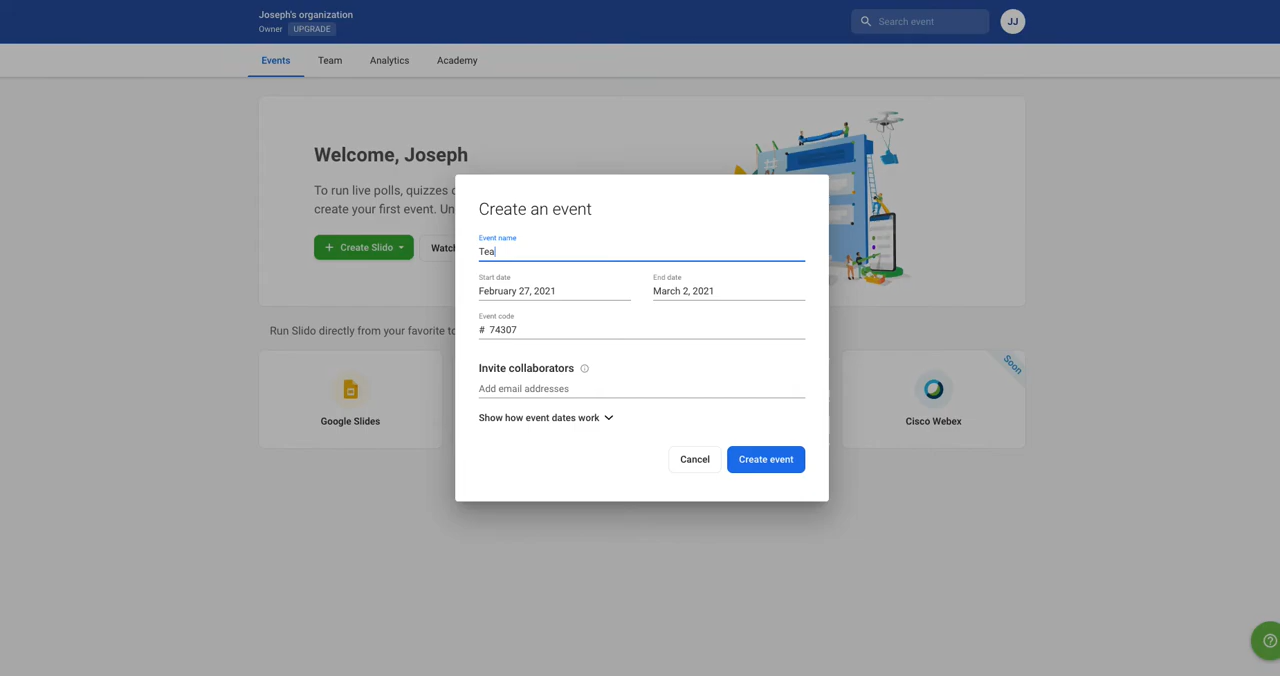 Joseph's organization
Owner UPGRADE
Search event
JJ
Events Team Analytics Academy
Welcome, Joseph
To run live polls, quizzes
create your first event.
+ Create Slido
Create an event
Event name
Tea
Start date End date
February 27, 2021 March 2, 2021
Event code
# 74307
Invite collaborators
Add email addresses
Show how event dates work
Cancel Create event
Run Slido directly from your favorite
Google Slides
Soon
Cisco Webex